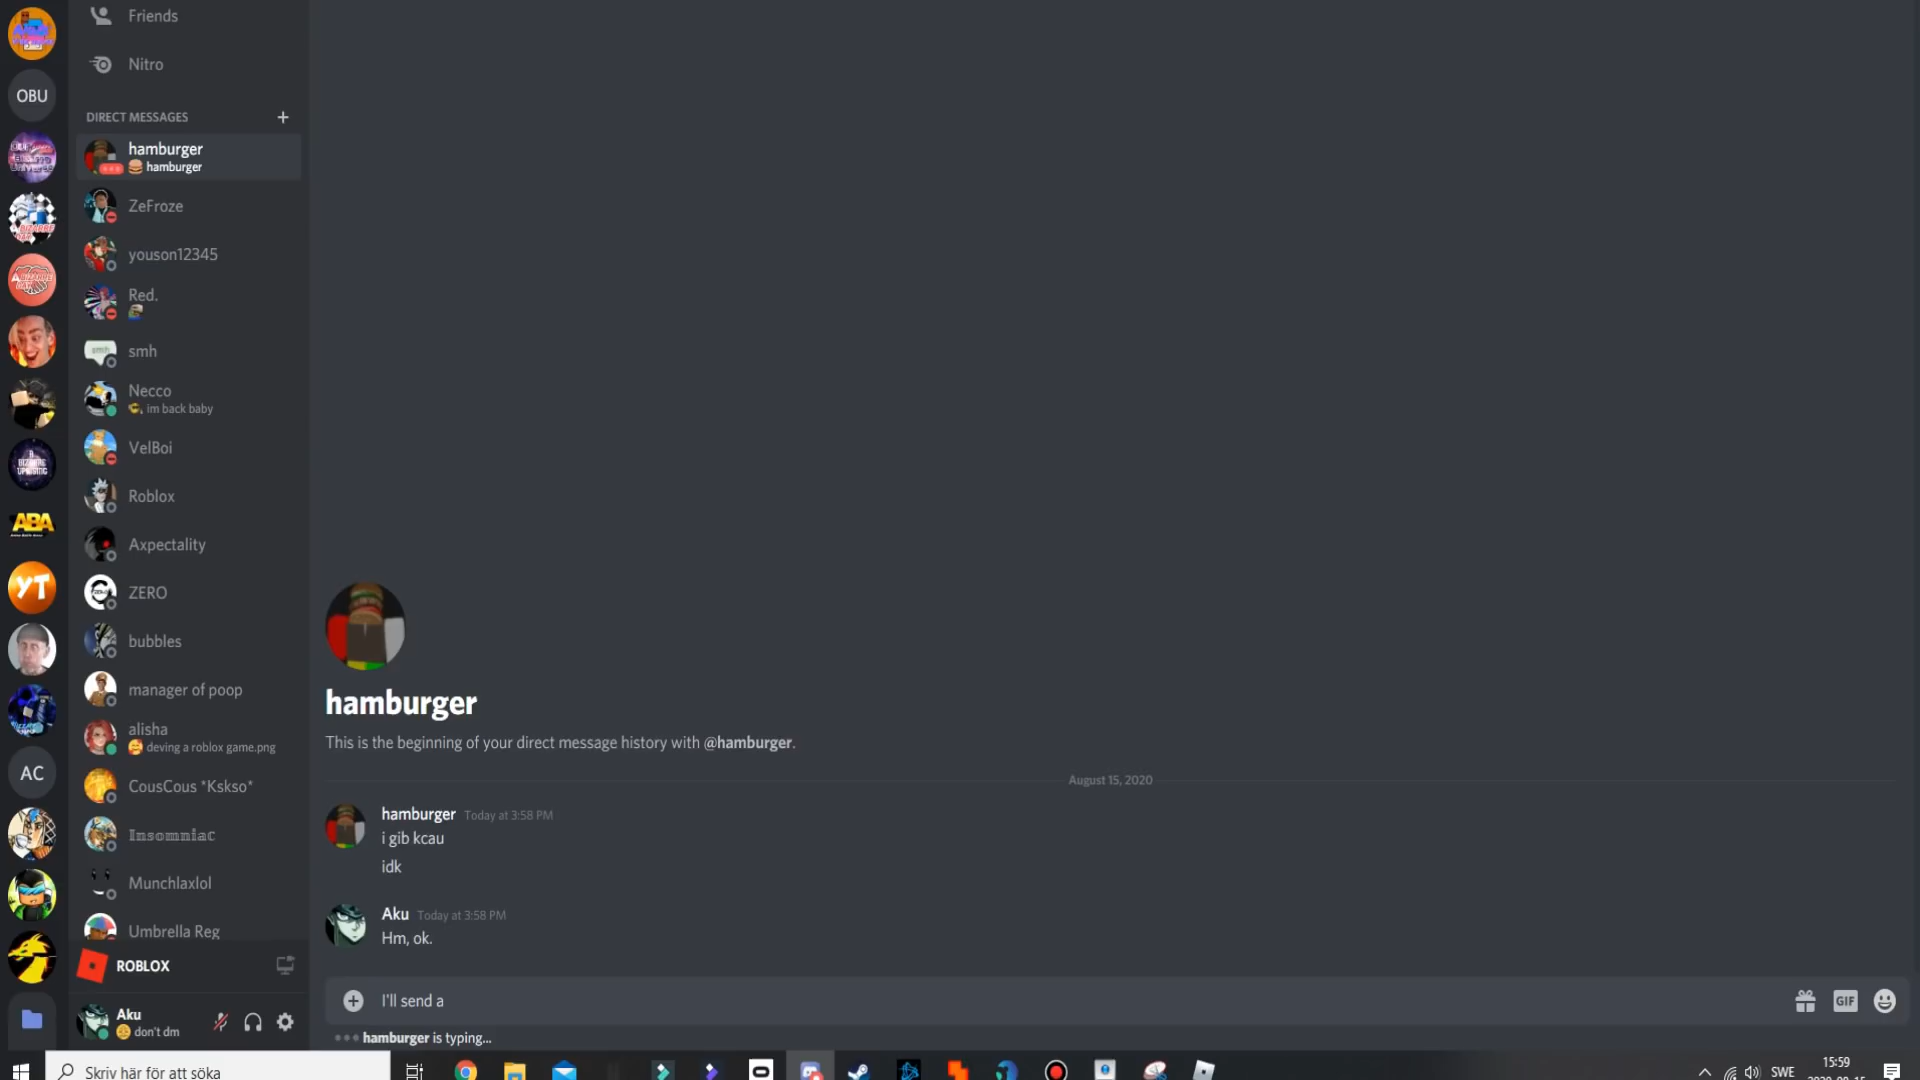 Friends
Nitro
DIRECT MESSAGES
hamburger
hamburger
ZeFroze
youson12345
Red.
smh
smh
Necco
im back baby
VelBoi
Roblox
Axpectality
ZERO
bubbles
manager of poop
alisha
deving a roblox game.png
CousCous *Kskso*
𝕀𝕟𝕤𝕠𝕞𝕟𝕚𝕒𝕔
Munchlaxlol
Umbrella Reg
ROBLOX
Aku
don't dm
OBU
ABA
YT
AC
hamburger
This is the beginning of your direct message history with @hamburger.
August 15, 2020
hamburger Today at 3:58 PM
i gib kcau
idk
Aku Today at 3:58 PM
Hm, ok.
I'll send a
GIF
hamburger is typing...
Skriv här för att söka
SWE
15:59